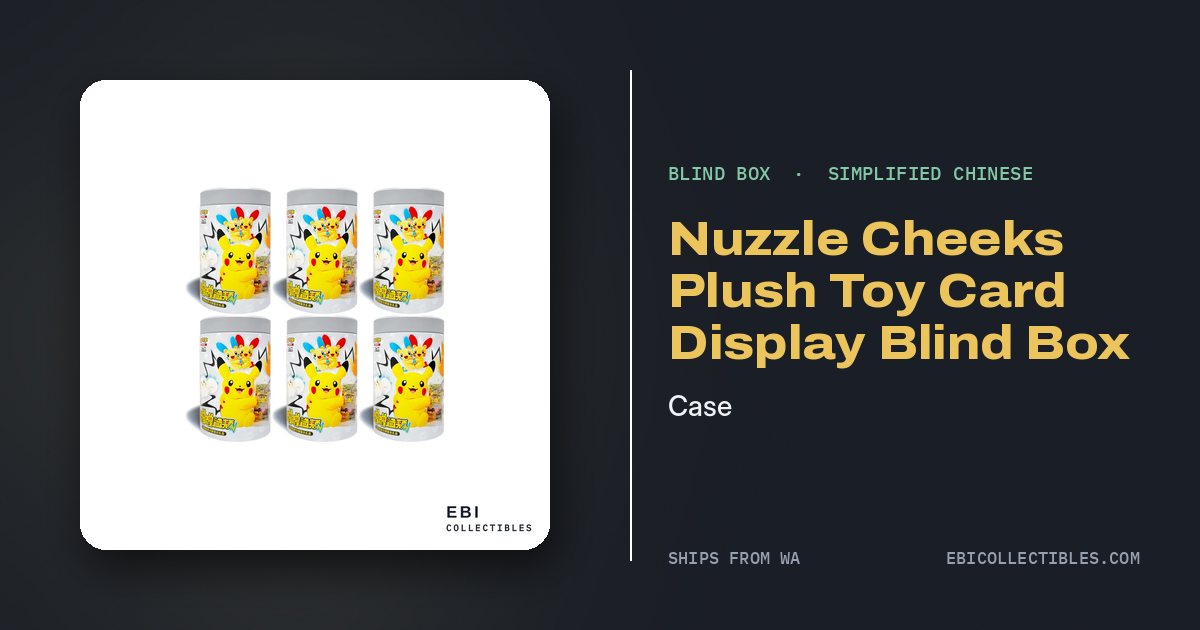 BLIND BOX · SIMPLIFIED CHINESE
Nuzzle Cheeks
Plush Toy Card
Display Blind Box
Case
EBI
COLLECTIBLES
SHIPS FROM WA
EBICOLLECTIBLES.COM